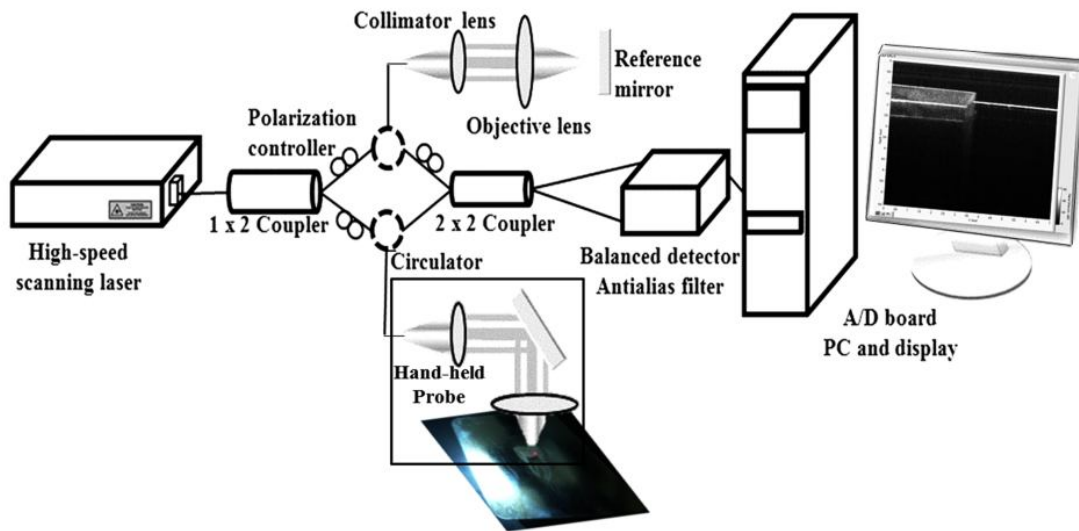 Collimator lens
Reference
mirror
Objective lens
Polarization
controller
1 x 2 Coupler
2 x 2 Coupler
High-speed
scanning laser
Circulator
Balanced detector
Antialias filter
A/D board
PC and display
Hand-held
Probe